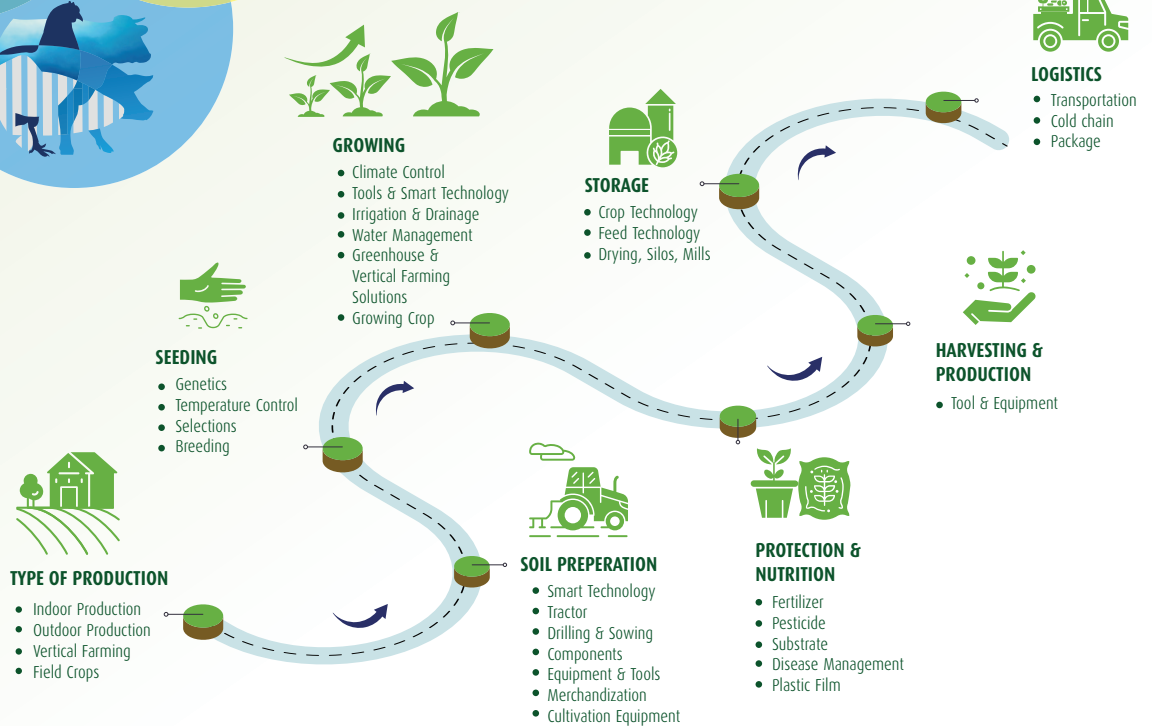 TYPE OF PRODUCTION
Indoor Production
Outdoor Production
Vertical Farming
Field Crops
SOIL PREPERATION
Smart Technology
Tractor
Drilling & Sowing
Components
Equipment & Tools
Merchandization
Cultivation Equipment
SEEDING
Genetics
Temperature Control
Selections
Breeding
GROWING
Climate Control
Tools & Smart Technology
Irrigation & Drainage
Water Management
Greenhouse &
Vertical Farming
Solutions
Growing Crop
PROTECTION &
NUTRITION
Fertilizer
Pesticide
Substrate
Disease Management
Plastic Film
HARVESTING &
PRODUCTION
Tool & Equipment
STORAGE
Crop Technology
Feed Technology
Drying, Silos, Mills
LOGISTICS
Transportation
Cold chain
Package